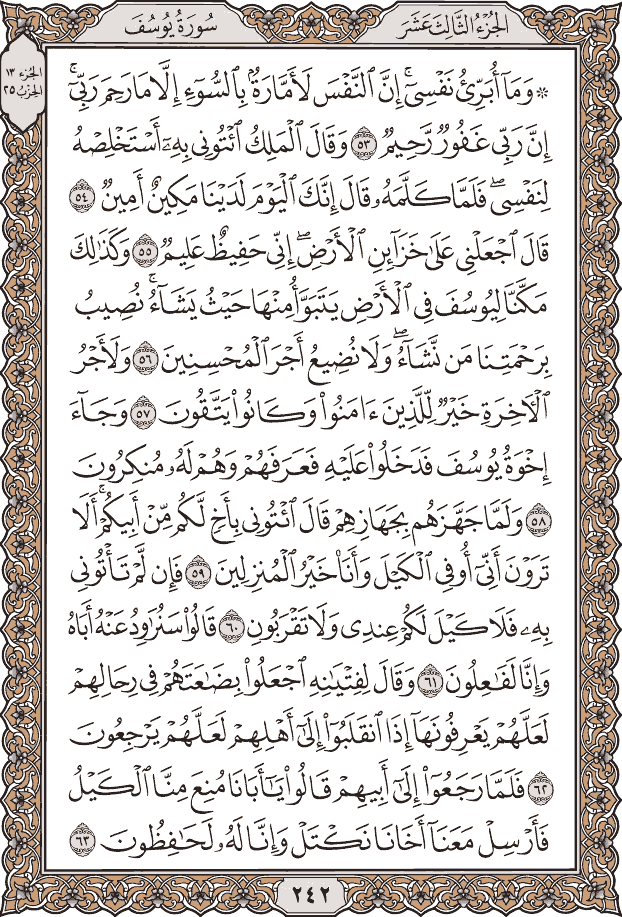 الجزء الثالث عشر
سورة يوسف
الجزء ١٣
الحزب ٢٥
۞ وَمَآ أُبَرِّئُ نَفۡسِيٓۚ إِنَّ ٱلنَّفۡسَ لَأَمَّارَةُۢ بِٱلسُّوٓءِ إِلَّا مَا رَحِمَ رَبِّيٓۚ
إِنَّ رَبِّي غَفُورٞ رَّحِيمٞ ٥٣ وَقَالَ ٱلۡمَلِكُ ٱئۡتُونِي بِهِۦٓ أَسۡتَخۡلِصۡهُ
لِنَفۡسِيۖ فَلَمَّا كَلَّمَهُۥ قَالَ إِنَّكَ ٱلۡيَوۡمَ لَدَيۡنَا مَكِينٌ أَمِينٞ ٥٤
قَالَ ٱجۡعَلۡنِي عَلَىٰ خَزَآئِنِ ٱلۡأَرۡضِۖ إِنِّي حَفِيظٌ عَلِيمٞ ٥٥ وَكَذَٰلِكَ
مَكَّنَّا لِيُوسُفَ فِي ٱلۡأَرۡضِ يَتَبَوَّأُ مِنۡهَا حَيۡثُ يَشَآءُۚ نُصِيبُ
بِرَحۡمَتِنَا مَن نَّشَآءُۖ وَلَا نُضِيعُ أَجۡرَ ٱلۡمُحۡسِنِينَ ٥٦ وَلَأَجۡرُ
ٱلۡأٓخِرَةِ خَيۡرٞ لِّلَّذِينَ ءَامَنُواْ وَكَانُواْ يَتَّقُونَ ٥٧ وَجَآءَ
إِخۡوَةُ يُوسُفَ فَدَخَلُواْ عَلَيۡهِ فَعَرَفَهُمۡ وَهُمۡ لَهُۥ مُنكِرُونَ
٥٨ وَلَمَّا جَهَّزَهُم بِجَهَازِهِمۡ قَالَ ٱئۡتُونِي بِأَخٖ لَّكُم مِّنۡ أَبِيكُمۡۚ أَلَا
تَرَوۡنَ أَنِّيٓ أُوفِي ٱلۡكَيۡلَ وَأَنَا۠ خَيۡرُ ٱلۡمُنزِلِينَ ٥٩ فَإِن لَّمۡ تَأۡتُونِي
بِهِۦ فَلَا كَيۡلَ لَكُمۡ عِندِي وَلَا تَقۡرَبُونِ ٦٠ قَالُواْ سَنُرَٰوِدُ عَنۡهُ أَبَاهُ
وَإِنَّا لَفَٰعِلُونَ ٦١ وَقَالَ لِفِتۡيَٰنِهِ ٱجۡعَلُواْ بِضَٰعَتَهُمۡ فِي رِحَالِهِمۡ
لَعَلَّهُمۡ يَعۡرِفُونَهَآ إِذَا ٱنقَلَبُوٓاْ إِلَىٰٓ أَهۡلِهِمۡ لَعَلَّهُمۡ يَرۡجِعُونَ
٦٢ فَلَمَّا رَجَعُوٓاْ إِلَىٰٓ أَبِيهِمۡ قَالُواْ يَٰٓأَبَانَا مُنِعَ مِنَّا ٱلۡكَيۡلُ
فَأَرۡسِلۡ مَعَنَآ أَخَانَا نَكۡتَلۡ وَإِنَّا لَهُۥ لَحَٰفِظُونَ ٦٣
٢٤٢